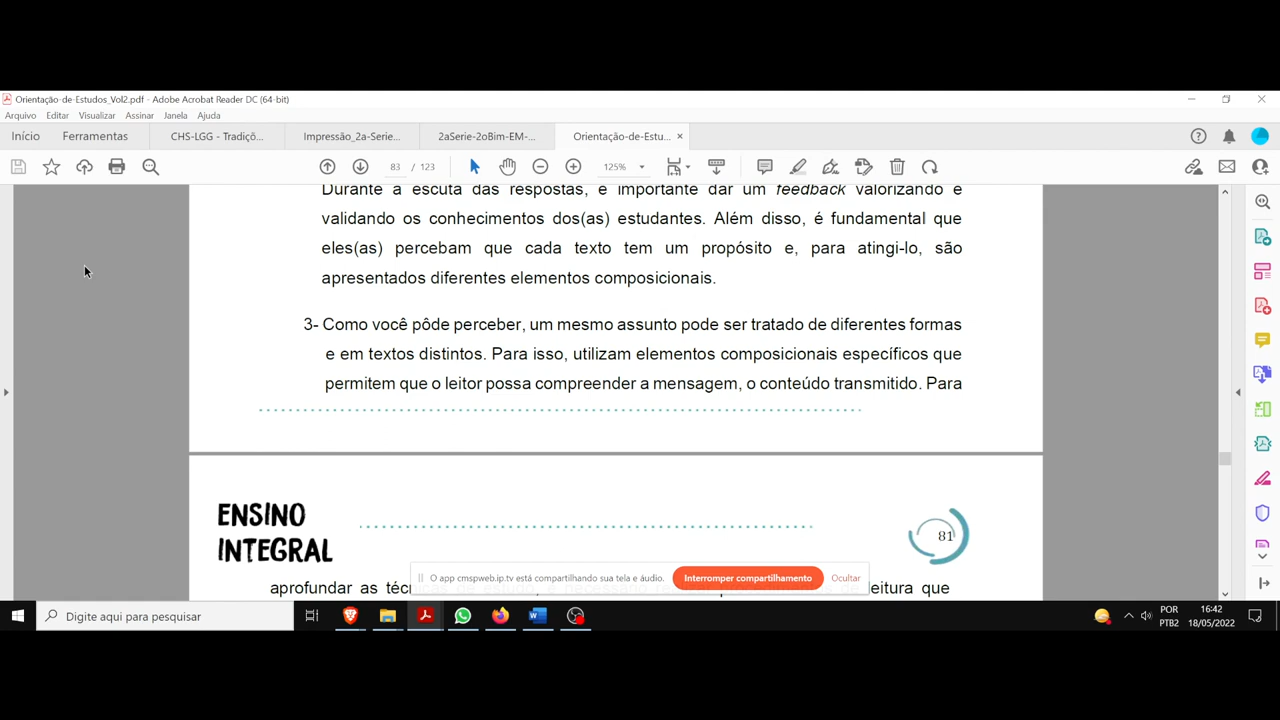 Orientação-de-Estudos_Vol2.pdf - Adobe Acrobat Reader DC (64-bit)
Arquivo Editar Visualizar Assinar Janela Ajuda
Início Ferramentas CHS-LGG - Tradiçõ... Impressão_2a-Serie... 2aSerie-2oBim-EM-... Orientação-de-Estu... ×
83 / 123 125%
Durante a escuta das respostas, é importante dar um feedback valorizando e
validando os conhecimentos dos(as) estudantes. Além disso, é fundamental que
eles(as) percebam que cada texto tem um propósito e, para atingi-lo, são
apresentados diferentes elementos composicionais.
3- Como você pôde perceber, um mesmo assunto pode ser tratado de diferentes formas
e em textos distintos. Para isso, utilizam elementos composicionais específicos que
permitem que o leitor possa compreender a mensagem, o conteúdo transmitido. Para
ENSINO
INTEGRAL
81
O app cmspweb.ip.tv está compartilhando sua tela e áudio. Interromper compartilhamento Ocultar
aprofundar as eitura que
Digite aqui para pesquisar
POR
PTB2
16:42
18/05/2022